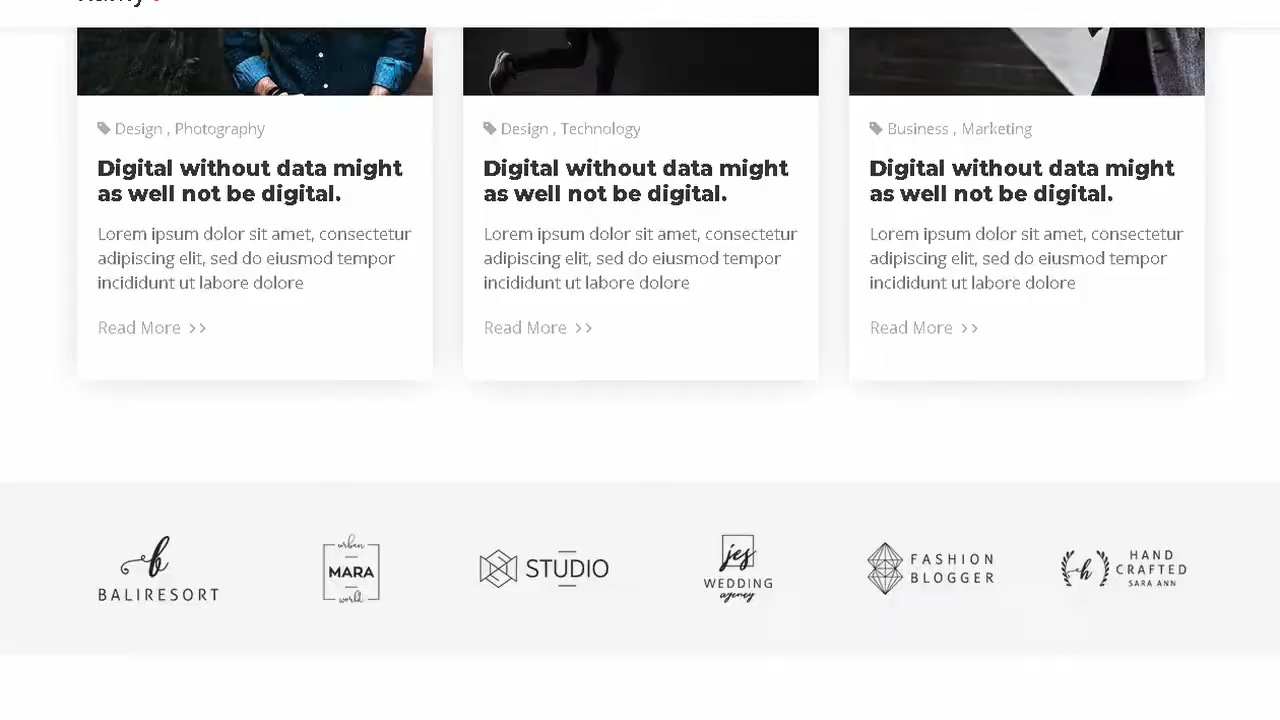 Design , Photography
Digital without data might
as well not be digital.
Lorem ipsum dolor sit amet, consectetur
adipiscing elit, sed do eiusmod tempor
incididunt ut labore dolore
Read More >>
Design , Technology
Digital without data might
as well not be digital.
Lorem ipsum dolor sit amet, consectetur
adipiscing elit, sed do eiusmod tempor
incididunt ut labore dolore
Read More >>
Business , Marketing
Digital without data might
as well not be digital.
Lorem ipsum dolor sit amet, consectetur
adipiscing elit, sed do eiusmod tempor
incididunt ut labore dolore
Read More >>
b
BALIRESORT
urban
MARA
world
STUDIO
jes
WEDDING
agency
FASHION
BLOGGER
h
HAND
CRAFTED
SARA ANN